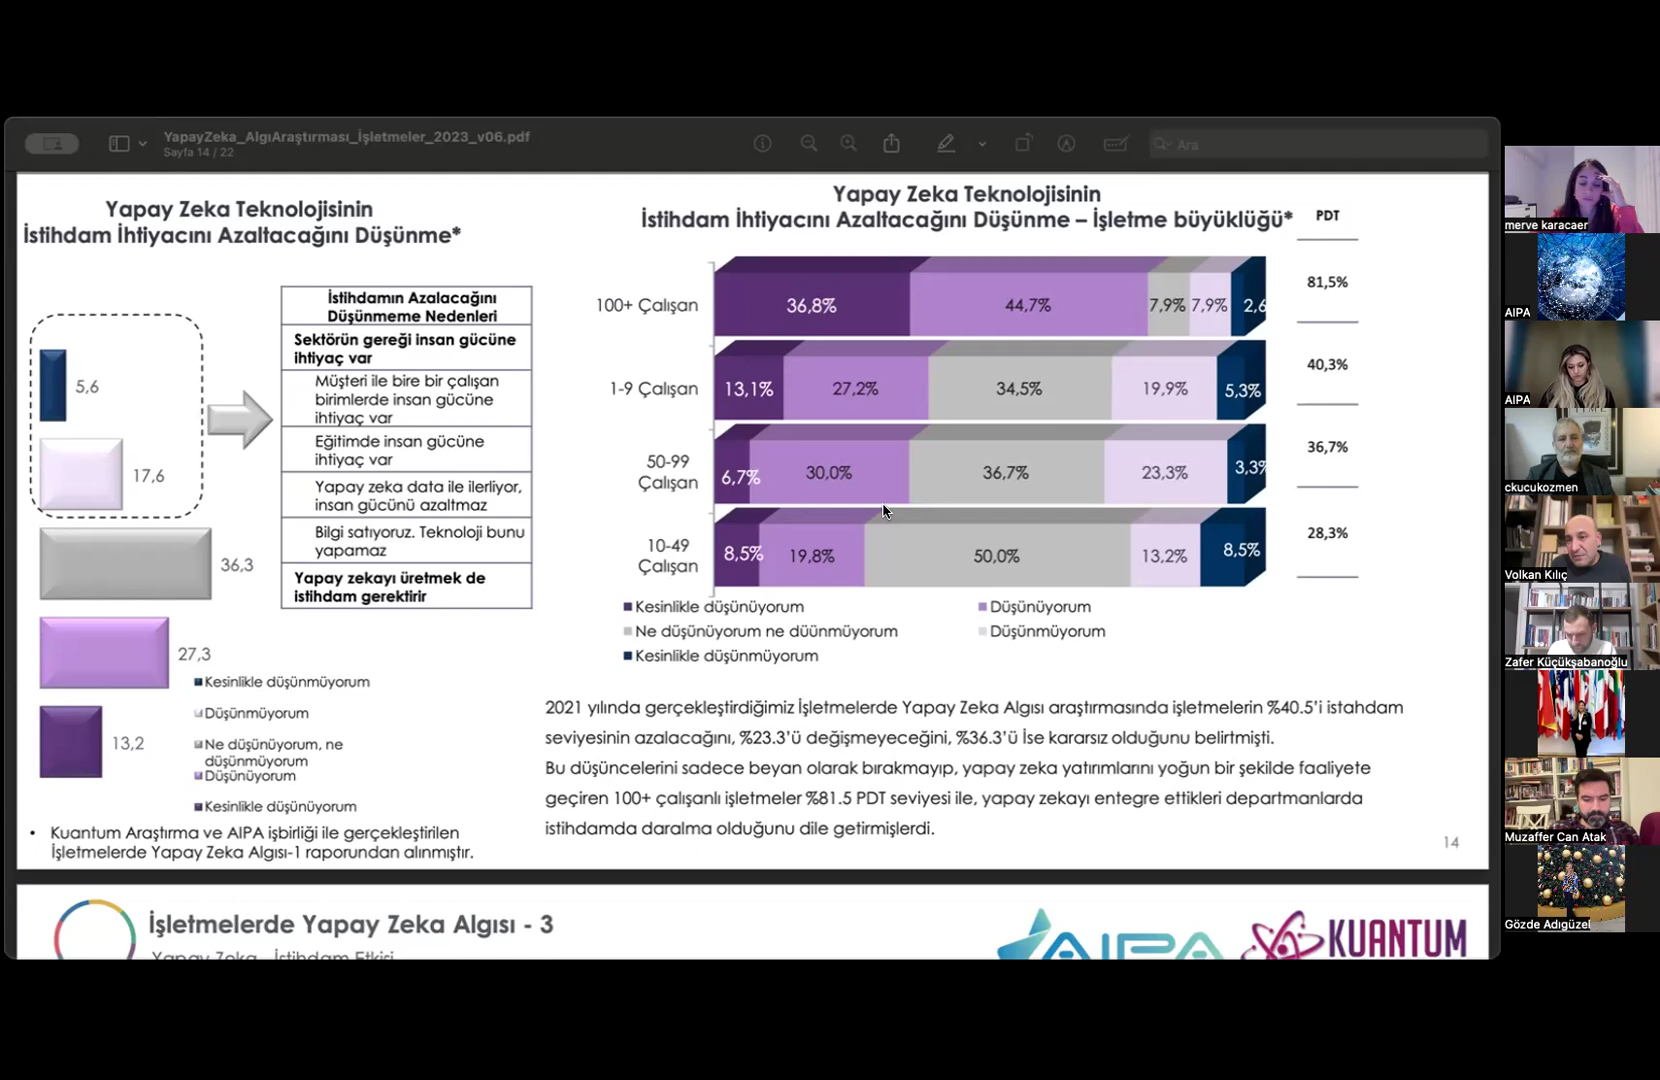 YapayZeka_AlgıAraştırması_İşletmeler_2023_v06.pdf
Sayfa 14 / 22
Ara
Yapay Zeka Teknolojisinin
İstihdam İhtiyacını Azaltacağını Düşünme*
5,6
17,6
36,3
27,3
13,2
İstihdamın Azalacağını
Düşünmeme Nedenleri
Sektörün gereği insan gücüne
ihtiyaç var
Müşteri ile bire bir çalışan
birimlerde insan gücüne
ihtiyaç var
Eğitimde insan gücüne
ihtiyaç var
Yapay zeka data ile ilerliyor,
insan gücünü azaltmaz
Bilgi satıyoruz. Teknoloji bunu
yapamaz
Yapay zekayı üretmek de
istihdam gerektirir
Kesinlikle düşünmüyorum
Düşünmüyorum
Ne düşünüyorum, ne
düşünmüyorum
Düşünüyorum
Kesinlikle düşünüyorum
• Kuantum Araştırma ve AIPA işbirliği ile gerçekleştirilen
İşletmelerde Yapay Zeka Algısı-1 raporundan alınmıştır.
Yapay Zeka Teknolojisinin
İstihdam İhtiyacını Azaltacağını Düşünme – İşletme büyüklüğü*
PDT
100+ Çalışan 36,8% 44,7% 7,9% 7,9% 2,6 81,5%
1-9 Çalışan 13,1% 27,2% 34,5% 19,9% 5,3% 40,3%
50-99
Çalışan 6,7% 30,0% 36,7% 23,3% 3,3% 36,7%
10-49
Çalışan 8,5% 19,8% 50,0% 13,2% 8,5% 28,3%
Kesinlikle düşünüyorum
Düşünüyorum
Ne düşünüyorum ne düünmüyorum
Düşünmüyorum
Kesinlikle düşünmüyorum
2021 yılında gerçekleştirdiğimiz İşletmelerde Yapay Zeka Algısı araştırmasında işletmelerin %40.5’i istahdam
seviyesinin azalacağını, %23.3’ü değişmeyeceğini, %36.3’ü İse kararsız olduğunu belirtmişti.
Bu düşüncelerini sadece beyan olarak bırakmayıp, yapay zeka yatırımlarını yoğun bir şekilde faaliyete
geçiren 100+ çalışanlı işletmeler %81.5 PDT seviyesi ile, yapay zekayı entegre ettikleri departmanlarda
istihdamda daralma olduğunu dile getirmişlerdi.
14
İşletmelerde Yapay Zeka Algısı - 3
Yapay Zeka - İstihdam Etkisi
AIPA
KUANTUM
merve karacaer
AIPA
AIPA
ckucukozmen
Volkan Kılıç
Zafer Küçükşabanoğlu
Muzaffer Can Atak
Gözde Adıgüzel